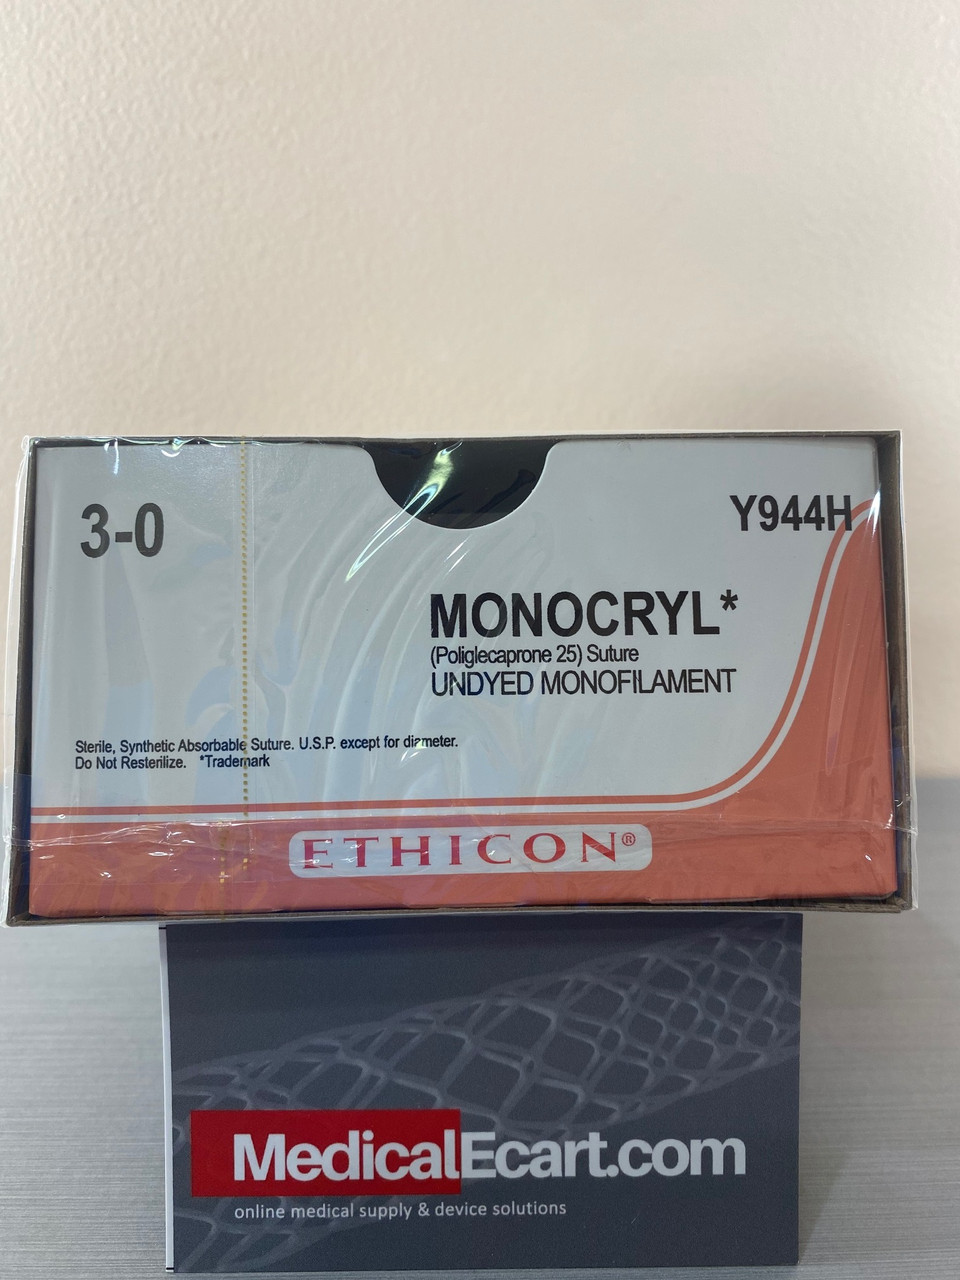 3-0
Y944H
MONOCRYL*
(Poliglecaprone 25) Suture
UNDYED MONOFILAMENT
Sterile, Synthetic Absorbable Suture. U.S.P. except for diameter.
Do Not Resterilize. *Trademark
ETHICON®
MedicalEcart.com
online medical supply & device solutions